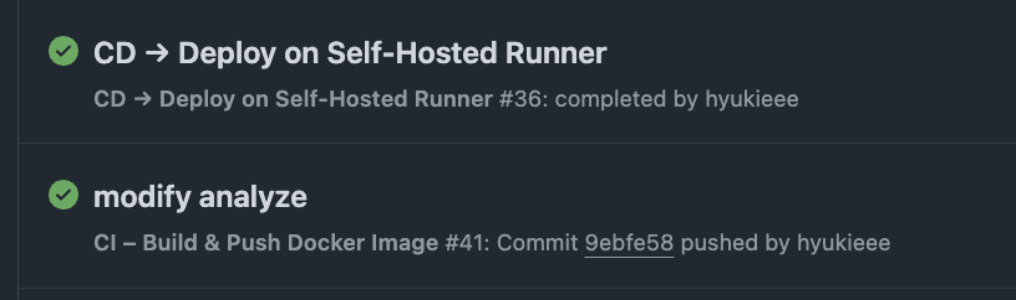 CD → Deploy on Self-Hosted Runner
CD → Deploy on Self-Hosted Runner #36: completed by hyukieee
modify analyze
CI – Build & Push Docker Image #41: Commit 9ebfe58 pushed by hyukieee